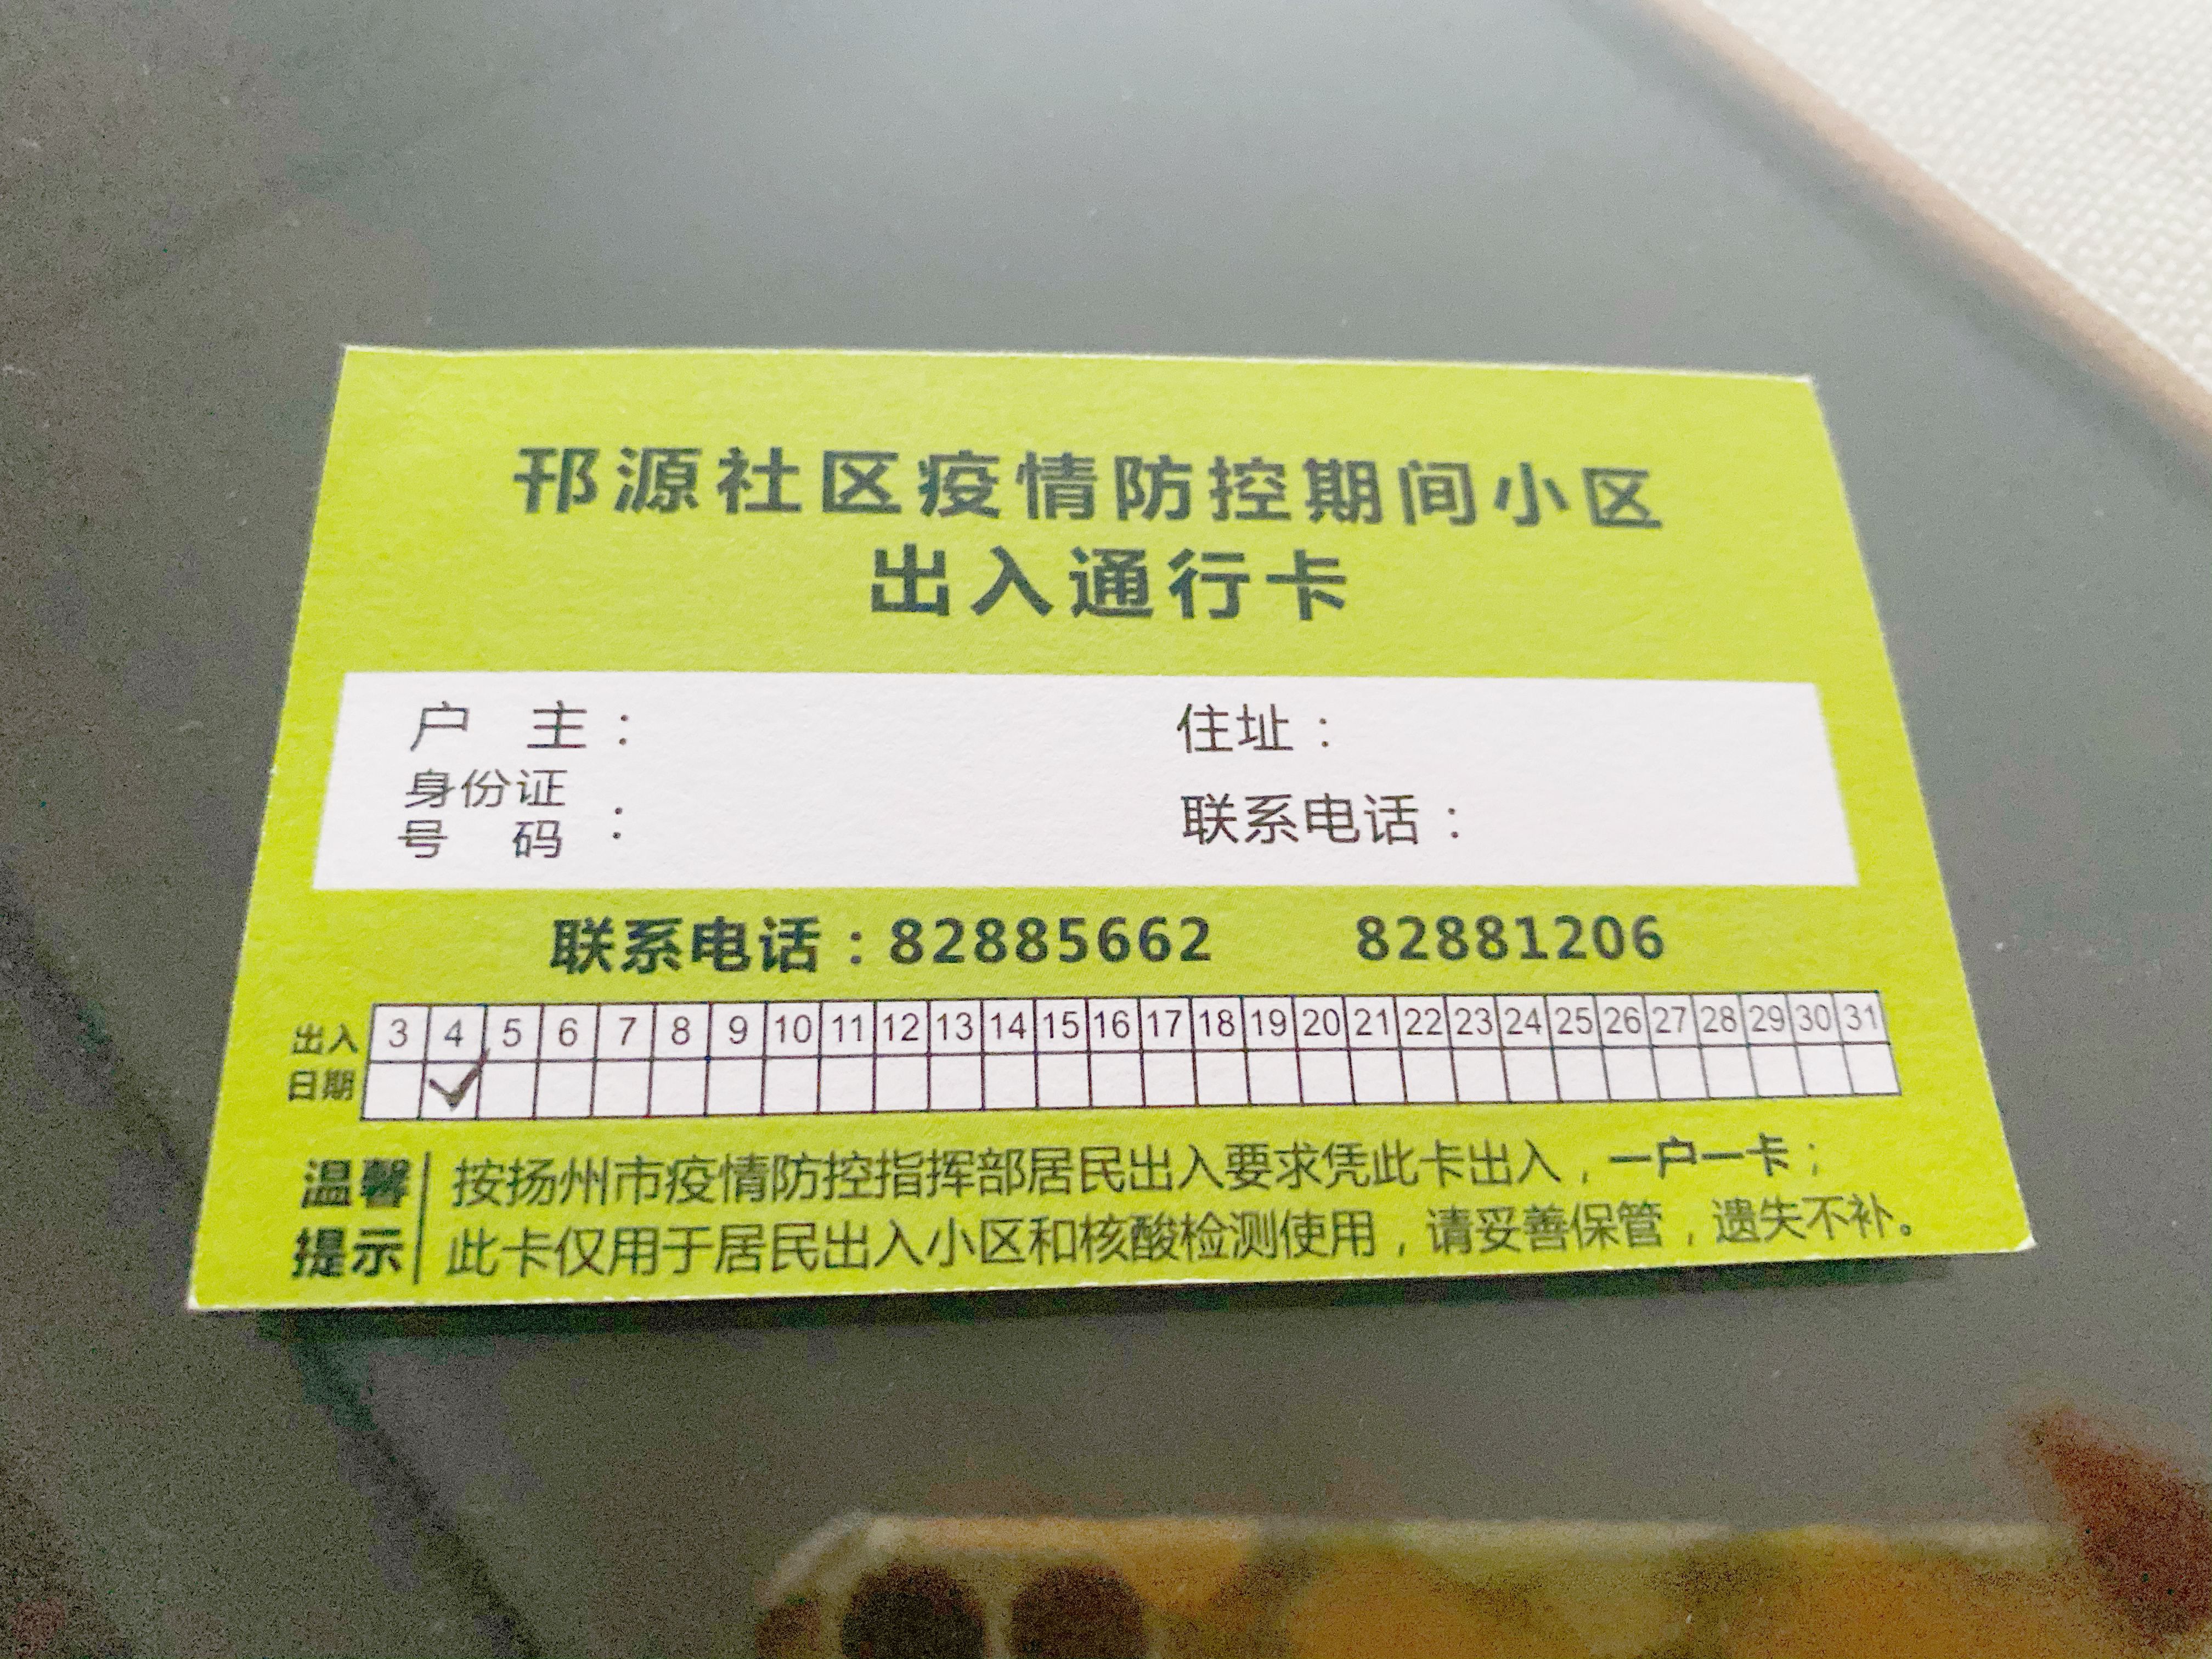 邗源社区疫情防控期间小区
出入通行卡
户 主： 住址：
身份证号 码： 联系电话：
联系电话：82885662 82881206
出入日期 3 4 5 6 7 8 9 10 11 12 13 14 15 16 17 18 19 20 21 22 23 24 25 26 27 28 29 30 31
✓
温馨 按扬州市疫情防控指挥部居民出入要求凭此卡出入，一户一卡；
提示 此卡仅用于居民出入小区和核酸检测使用，请妥善保管，遗失不补。